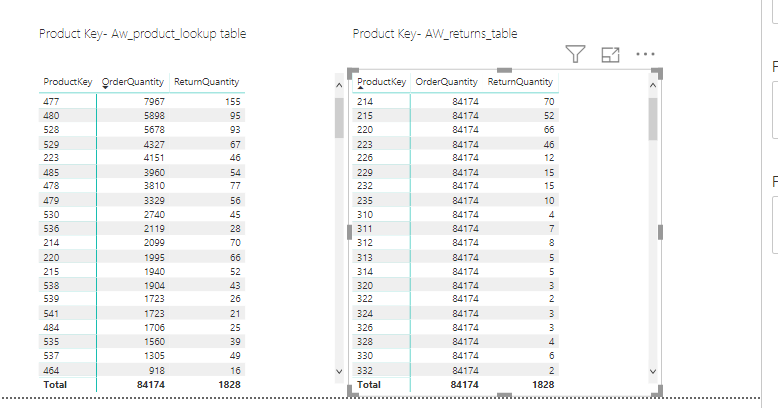 Product Key- Aw_product_lookup table
ProductKey OrderQuantity ReturnQuantity
477 7967 155
480 5898 95
528 5678 93
529 4327 67
223 4151 46
485 3960 54
478 3810 77
479 3329 56
530 2740 45
536 2119 28
214 2099 70
220 1995 66
215 1940 52
538 1904 43
539 1723 26
541 1723 21
484 1706 25
535 1560 39
537 1305 49
464 918 16
Total 84174 1828
Product Key- AW_returns_table
ProductKey OrderQuantity ReturnQuantity
214 84174 70
215 84174 52
220 84174 66
223 84174 46
226 84174 12
229 84174 15
232 84174 15
235 84174 10
310 84174 4
311 84174 7
312 84174 8
313 84174 5
314 84174 5
320 84174 3
322 84174 2
324 84174 3
326 84174 3
328 84174 4
330 84174 6
332 84174 2
Total 84174 1828